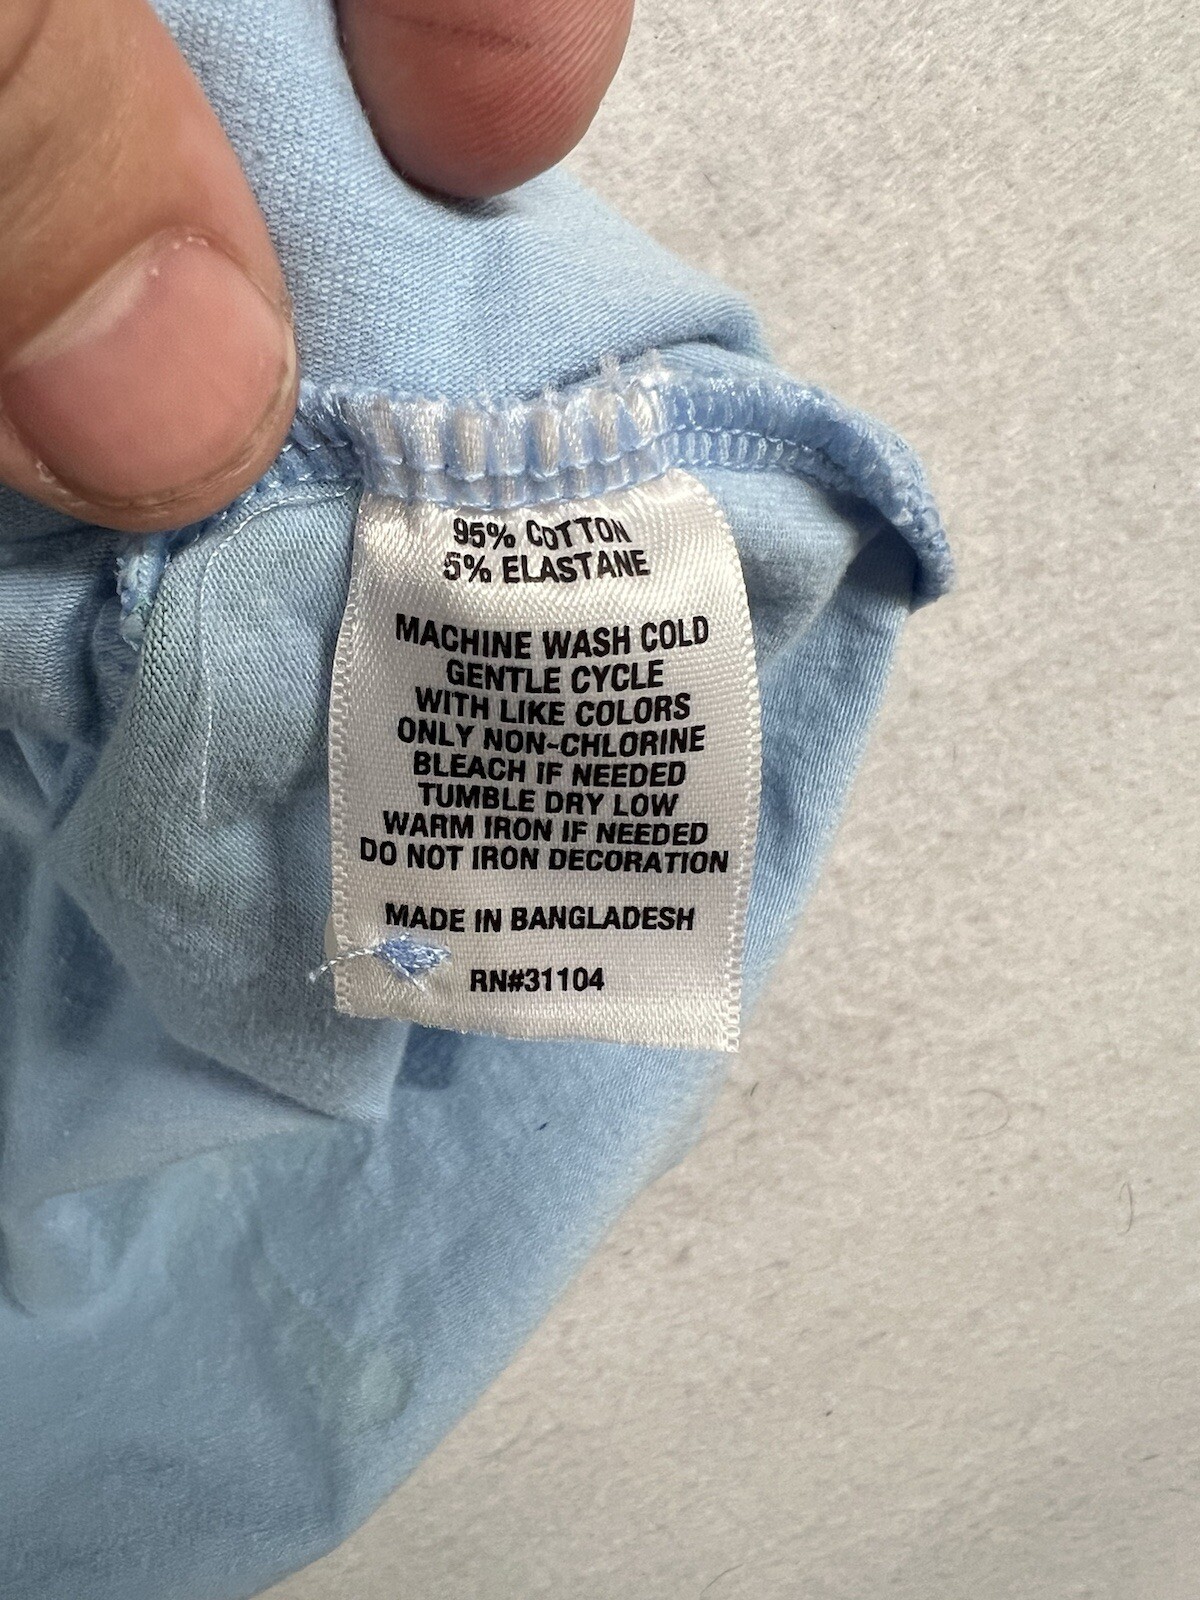 95% COTTON
5% ELASTANE
MACHINE WASH COLD
GENTLE CYCLE
WITH LIKE COLORS
ONLY NON-CHLORINE
BLEACH IF NEEDED
TUMBLE DRY LOW
WARM IRON IF NEEDED
DO NOT IRON DECORATION
MADE IN BANGLADESH
RN#31104